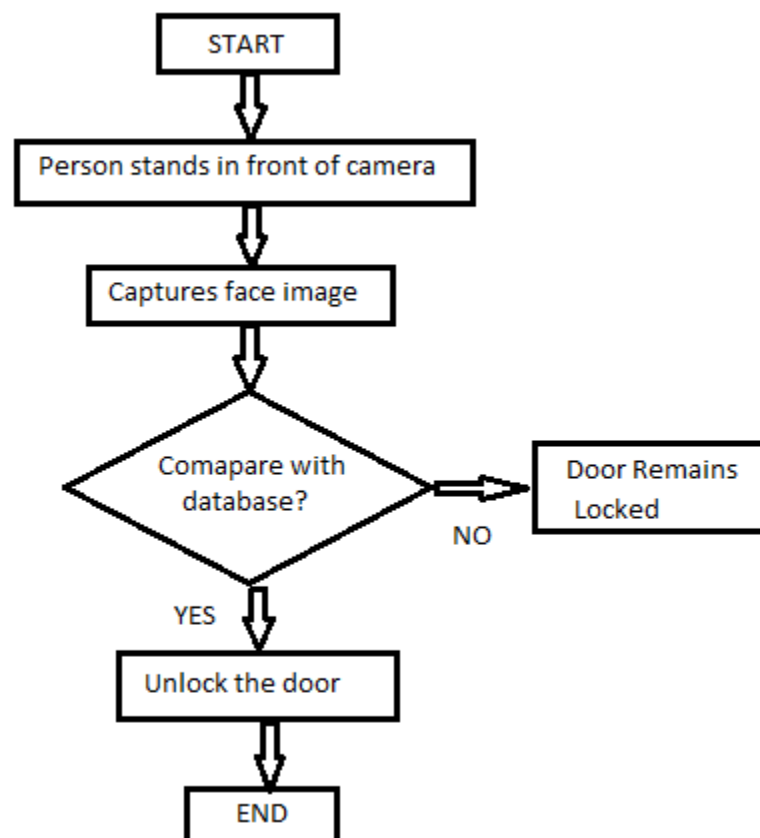 START
Person stands in front of camera
Captures face image
Comapare with
database?
Door Remains
Locked
NO
YES
Unlock the door
END